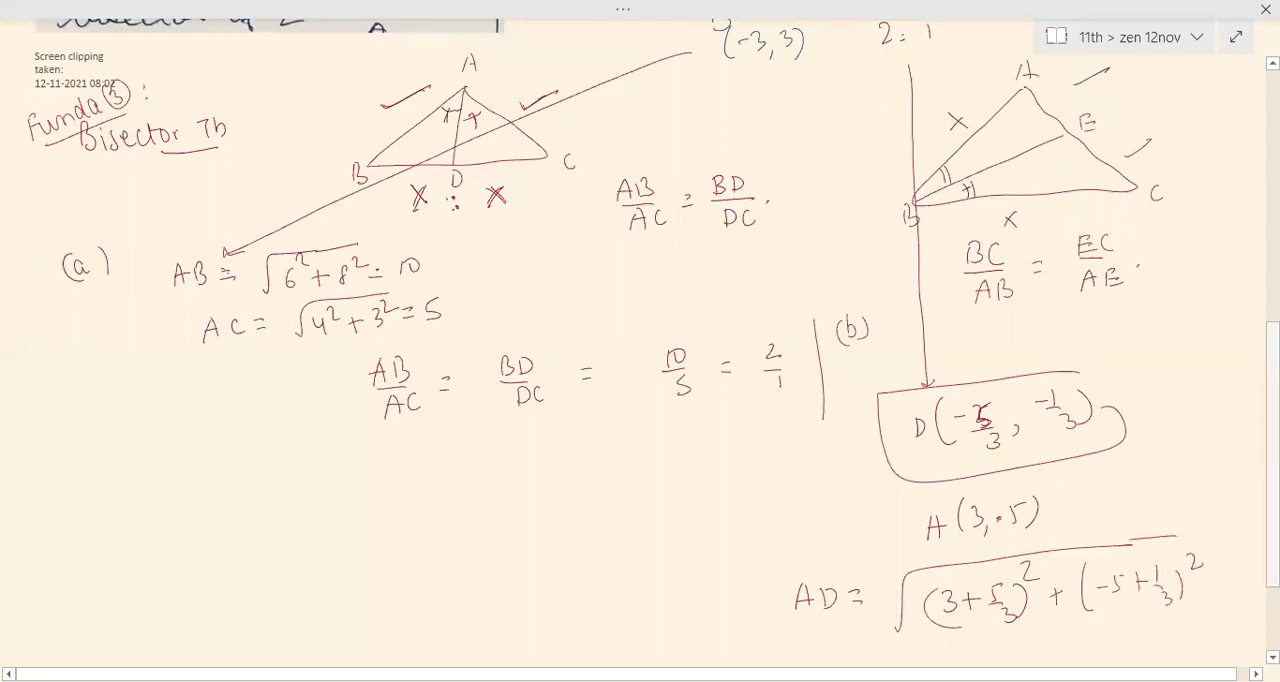 11th > zen 12nov
(-3, 3)
2 : 1
Screen clipping
taken:
12-11-2021 08:02
Funda ③ :
Bisector Th
A
B
D
C
x : x
AB/AC = BD/DC .
A
E
B
C
x
x
BC/AB = EC/AE .
(a)
AB = √(6² + 8²) = 10
AC = √(4² + 3²) = 5
AB/AC = BD/DC = 10/5 = 2/1
(b)
D(-5/3, -1/3)
A(3, -5)
AD = √((3 + 5/3)² + (-5 + 1/3)²)